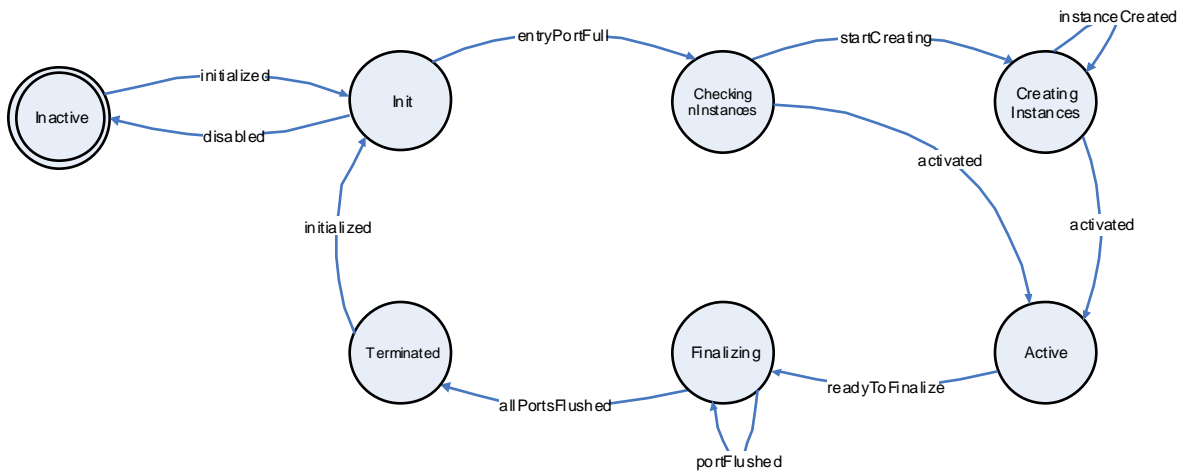 instanceCreated
entryPortFull
startCreating
initialized
Init
Checking
nInstances
Creating
Instances
Inactive
disabled
activated
initialized
activated
Terminated
Finalizing
Active
readyToFinalize
allPortsFlushed
portFlushed